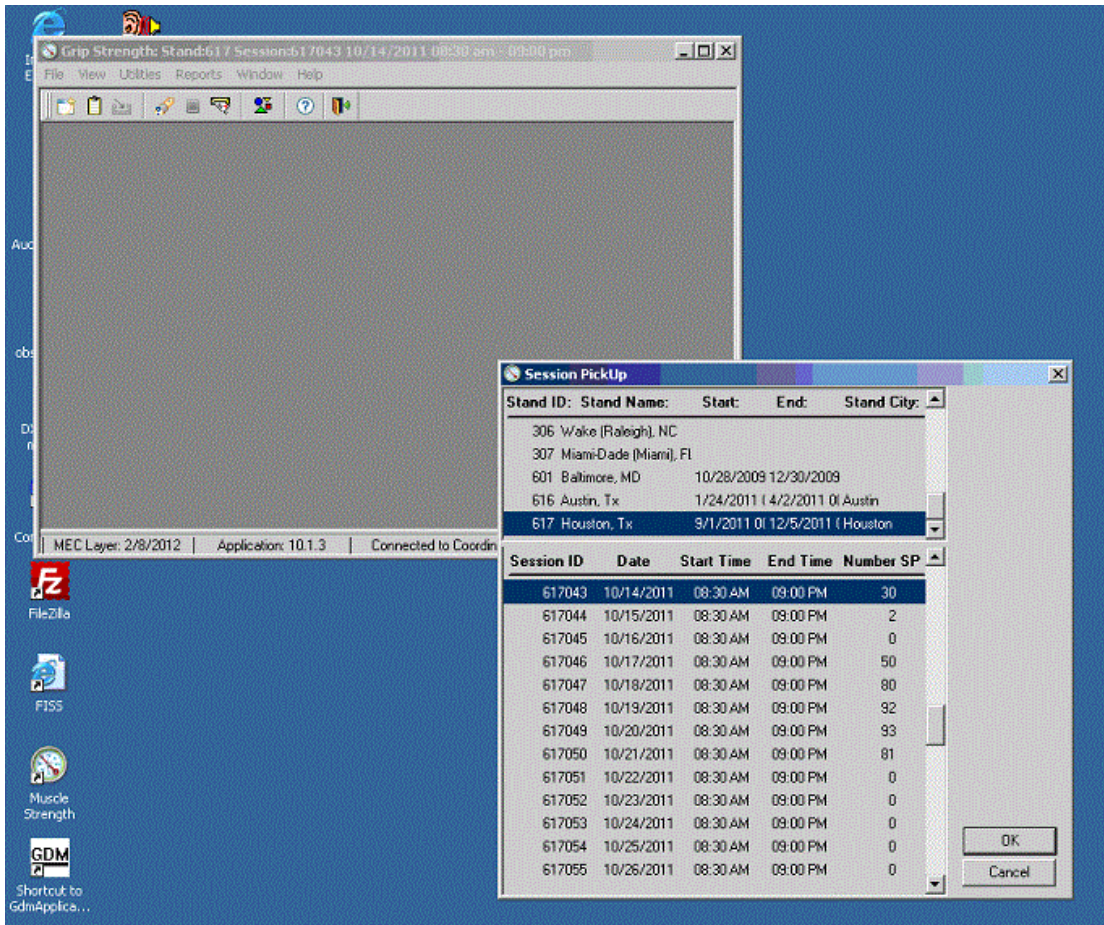 Grip Strength: Stand:617 Session:617043 10/14/2011 08:30 am - 09:00 pm
File View Utilities Reports Window Help
MEC Layer: 2/8/2012 Application: 10.1.3 Connected to Coordin
Session PickUp
Stand ID: Stand Name: Start: End: Stand City:
306 Wake (Raleigh), NC
307 Miami-Dade (Miami), Fl
601 Baltimore, MD 10/28/2009 12/30/2009
616 Austin, Tx 1/24/2011 ( 4/2/2011 0( Austin
617 Houston, Tx 9/1/2011 0( 12/5/2011 ( Houston
Session ID Date Start Time End Time Number SP
617043 10/14/2011 08:30 AM 09:00 PM 30
617044 10/15/2011 08:30 AM 09:00 PM 2
617045 10/16/2011 08:30 AM 09:00 PM 0
617046 10/17/2011 08:30 AM 09:00 PM 50
617047 10/18/2011 08:30 AM 09:00 PM 80
617048 10/19/2011 08:30 AM 09:00 PM 92
617049 10/20/2011 08:30 AM 09:00 PM 93
617050 10/21/2011 08:30 AM 09:00 PM 81
617051 10/22/2011 08:30 AM 09:00 PM 0
617052 10/23/2011 08:30 AM 09:00 PM 0
617053 10/24/2011 08:30 AM 09:00 PM 0
617054 10/25/2011 08:30 AM 09:00 PM 0
617055 10/26/2011 08:30 AM 09:00 PM 0
OK
Cancel
Auc
obs
Fz
FileZilla
FISS
Muscle
Strength
GDM
Shortcut to
GdmApplica...